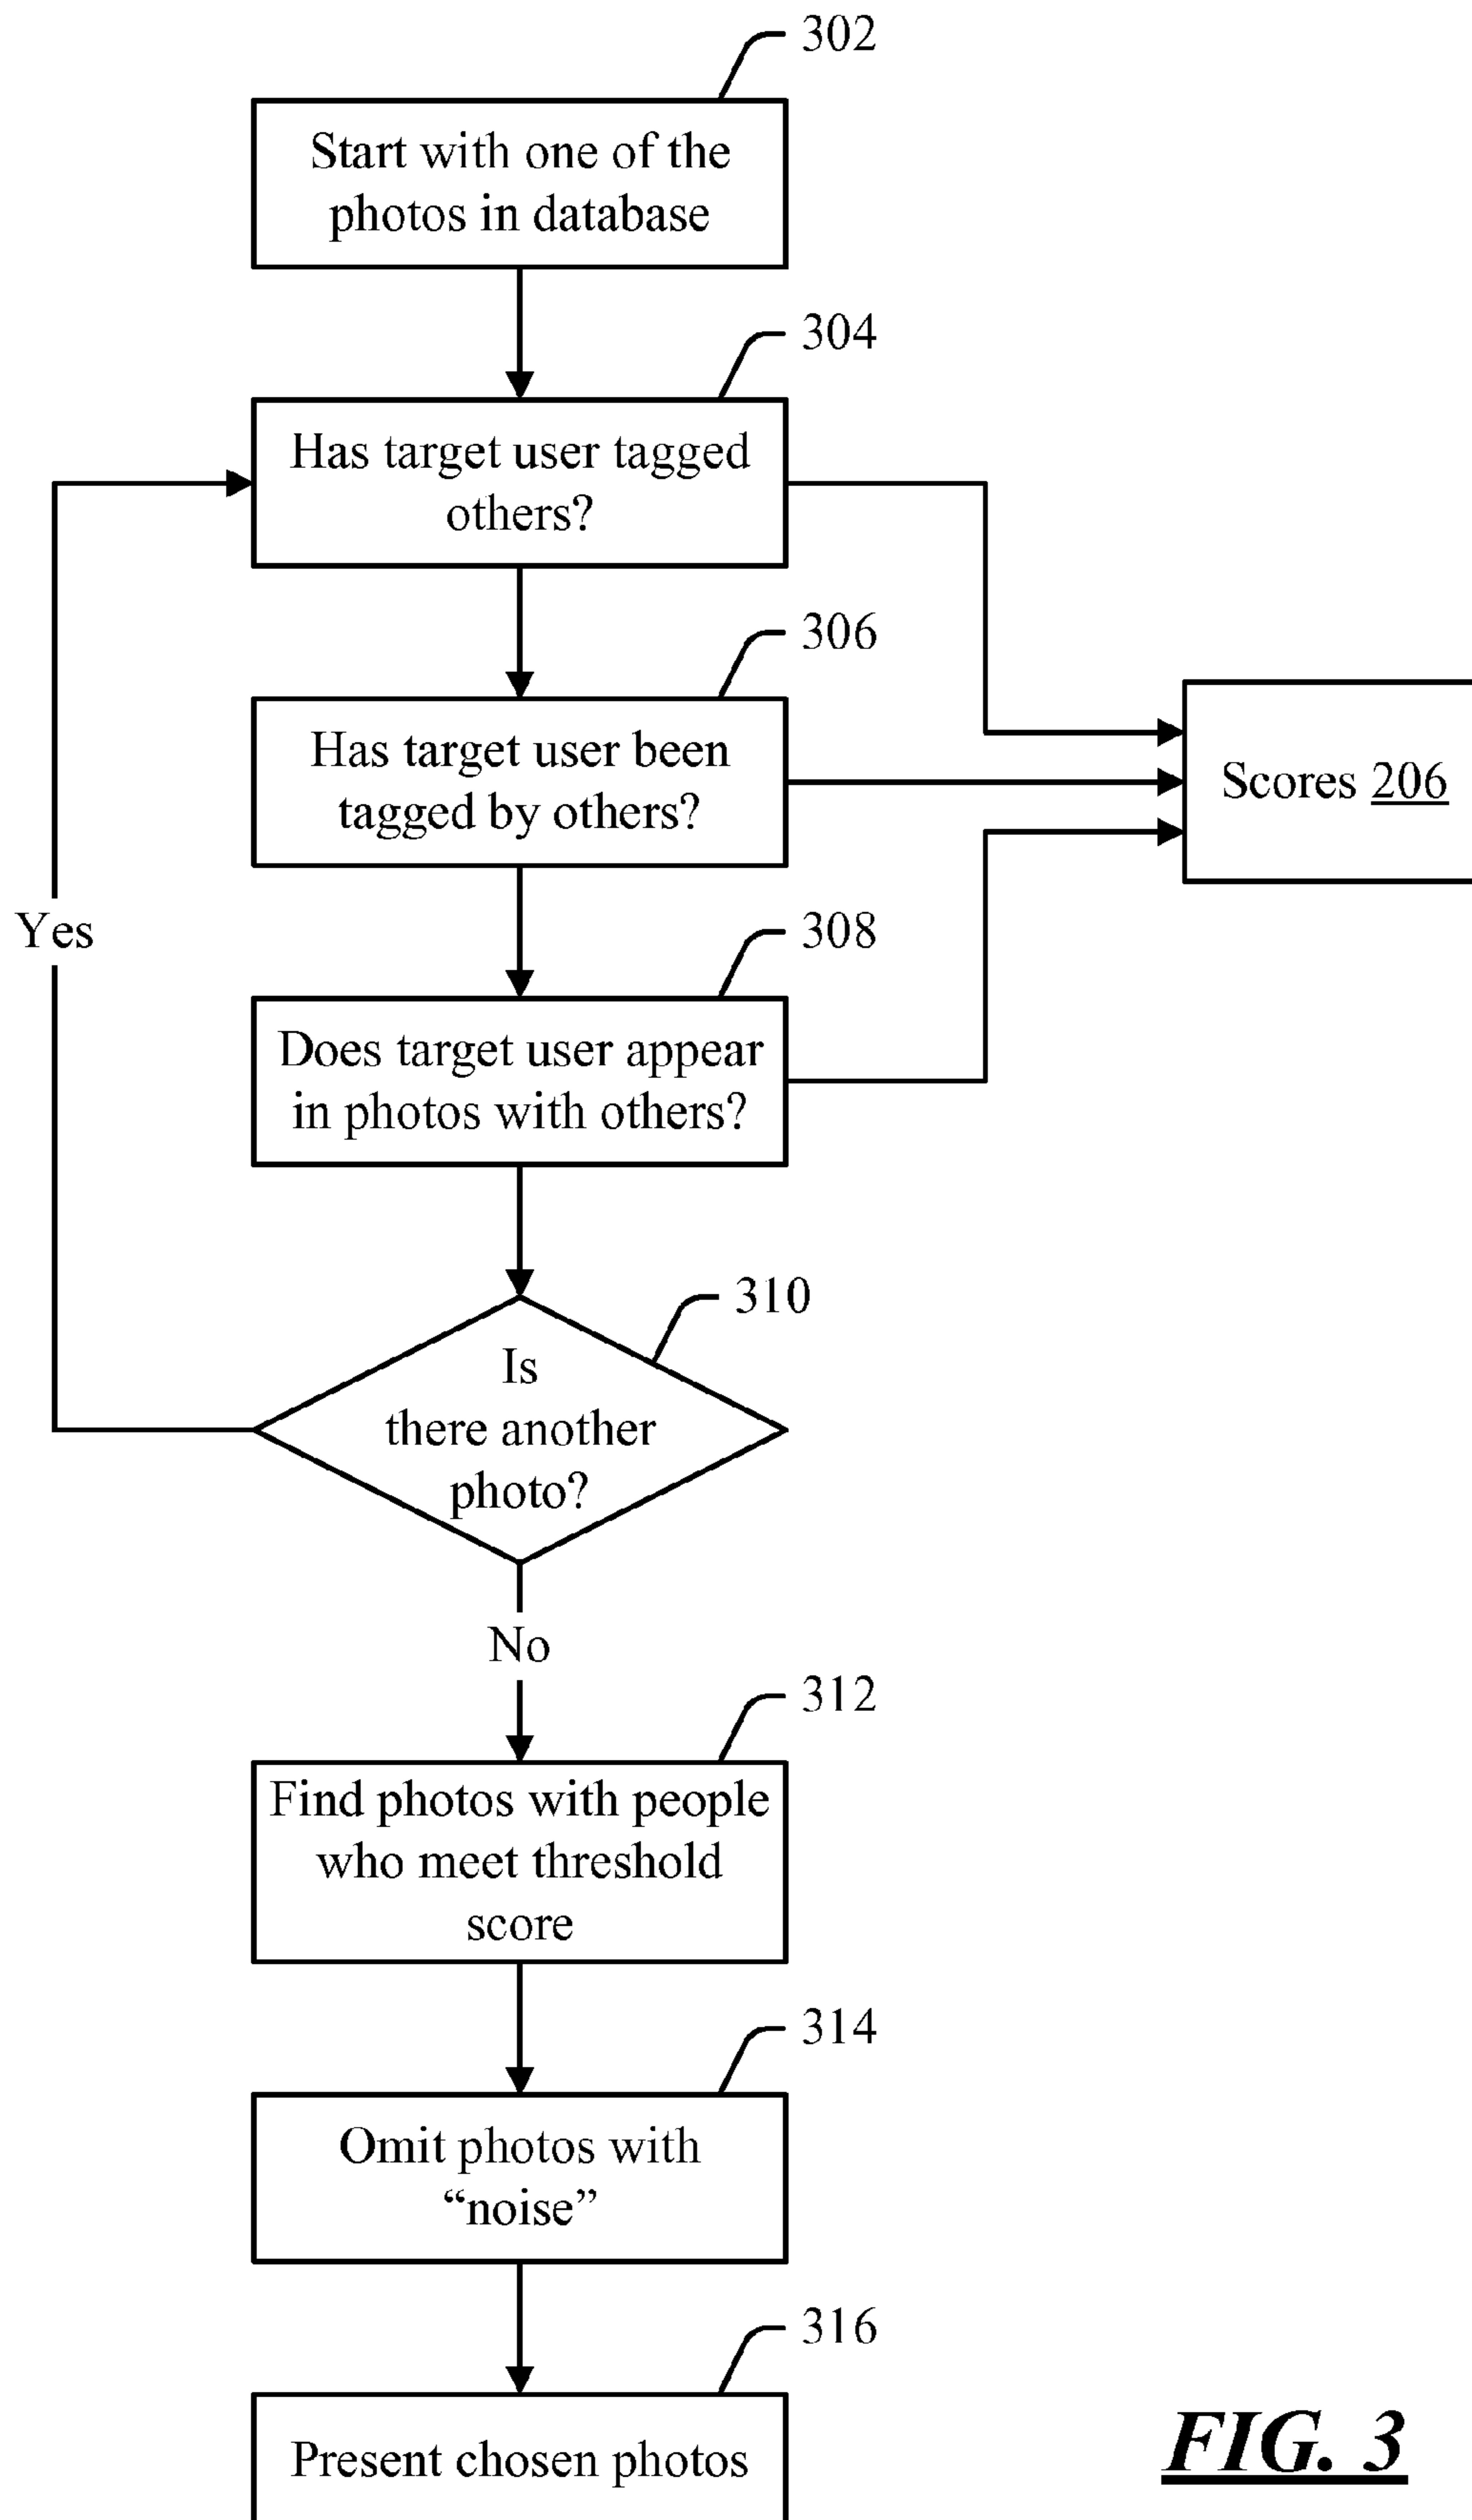 302
Start with one of the
photos in database
304
Has target user tagged
others?
306
Has target user been
tagged by others?
Scores 206
Yes
308
Does target user appear
in photos with others?
310
Is
there another
photo?
No
312
Find photos with people
who meet threshold
score
314
Omit photos with
“noise”
316
Present chosen photos
FIG. 3